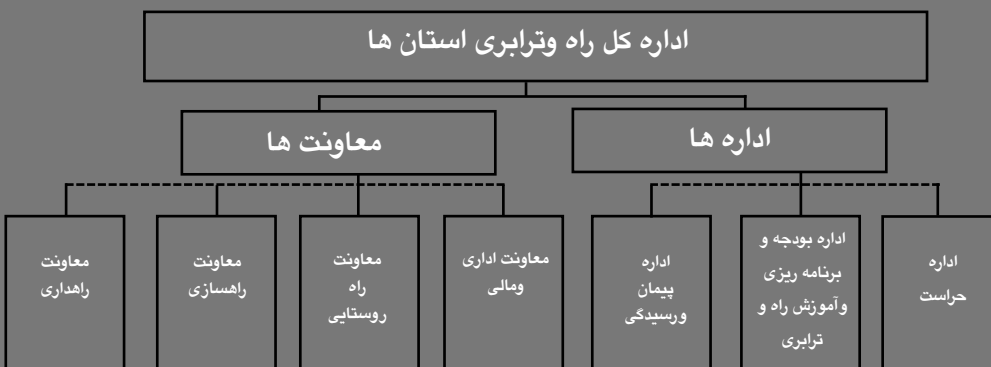 اداره کل راه وترابری استان ها
اداره ها
معاونت ها
اداره
حراست
اداره بودجه و
برنامه ریزی
وآموزش راه و
ترابری
اداره
پیمان
ورسیدگی
معاونت اداری
ومالی
معاونت
راه
روستایی
معاونت
راهسازی
معاونت
راهداری